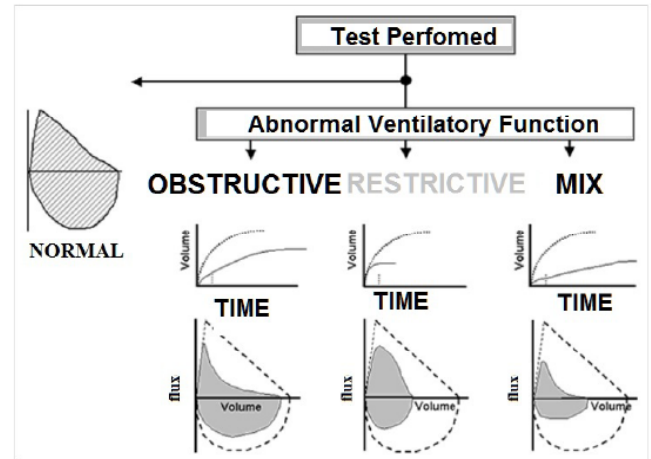 Test Perfomed
Abnormal Ventilatory Function
OBSTRUCTIVE RESTRICTIVE MIX
NORMAL
Volume Volume Volume
TIME TIME TIME
flux flux flux
Volume Volume Volume